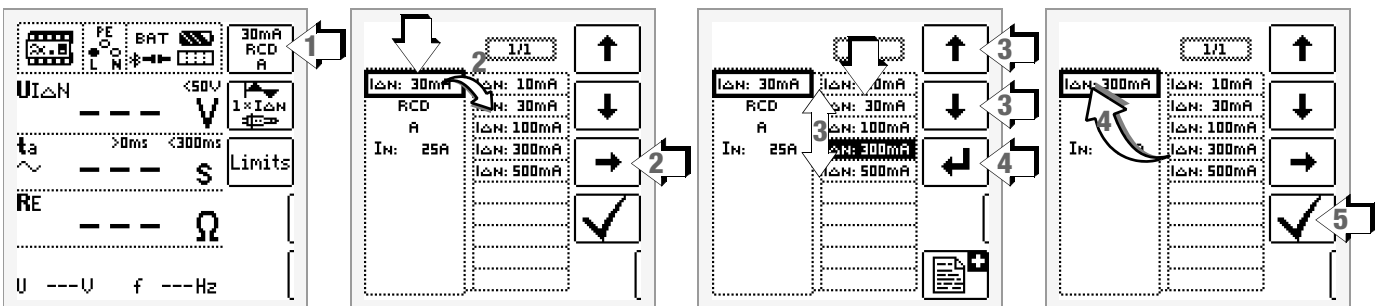 PE
L N
BAT
30mA
RCD
A
1
UI△N
<50V
--- V
1×I△N
ta
>0ms <300ms
--- s
Limits
RE
--- Ω
U ---V f ---Hz
1/1
2
I△N: 30mA
RCD
A
IN: 25A
I△N: 10mA
I△N: 30mA
I△N: 100mA
I△N: 300mA
I△N: 500mA
2
3
I△N: 30mA
RCD
A
IN: 25A
3
I△N: 30mA
I△N: 100mA
I△N: 300mA
I△N: 500mA
3
4
1/1
I△N: 300mA
4
IN:
I△N: 10mA
I△N: 30mA
I△N: 100mA
I△N: 300mA
I△N: 500mA
5